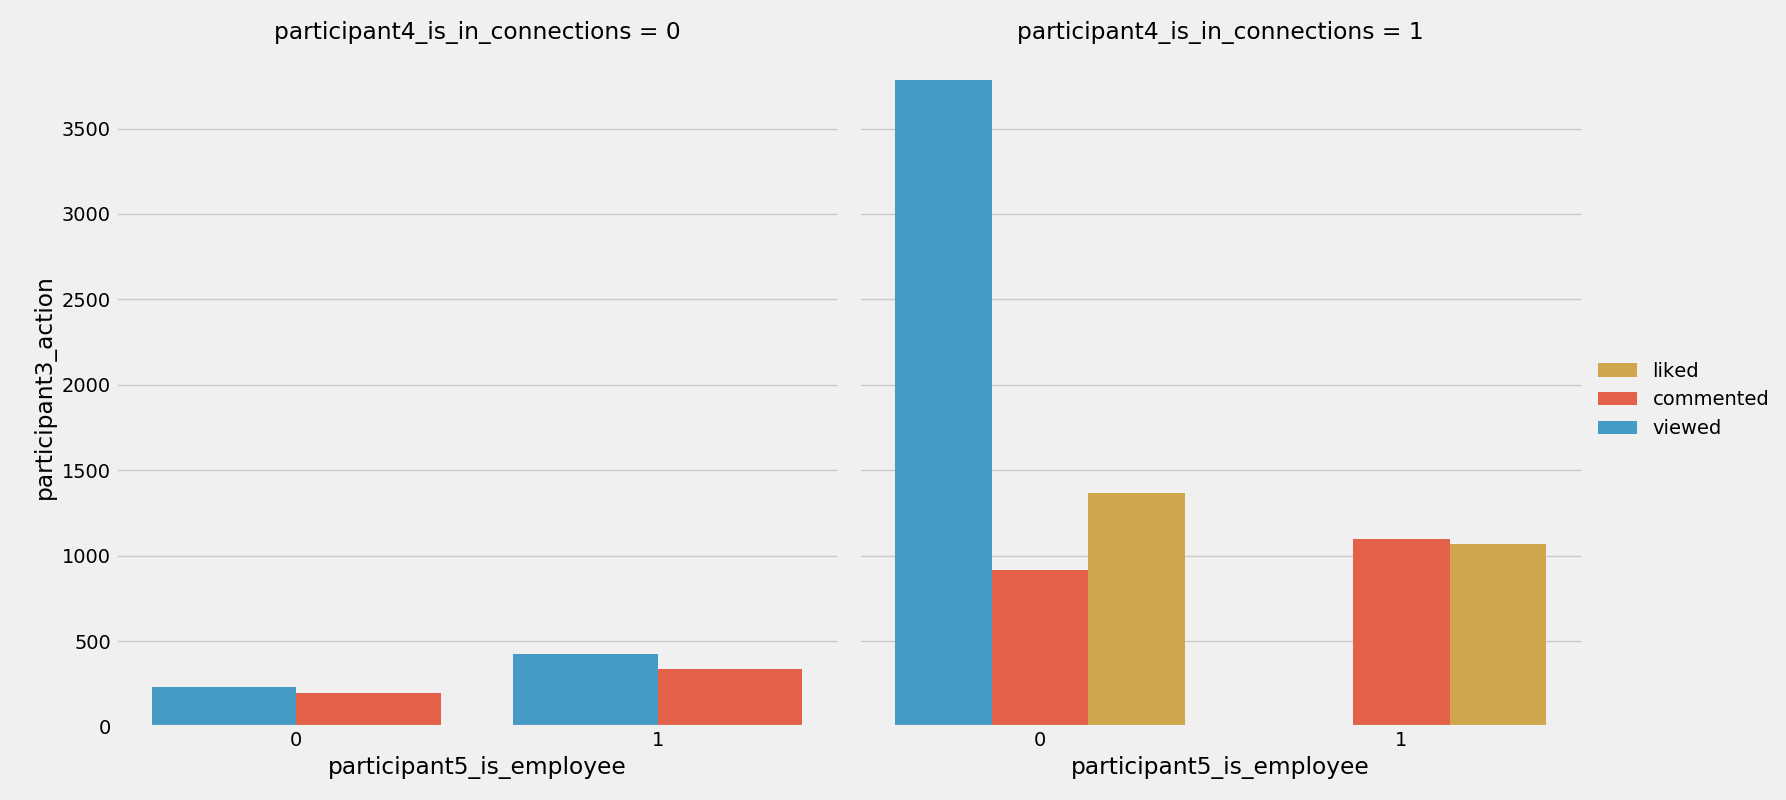 participant4_is_in_connections = 0
participant4_is_in_connections = 1
participant3_action
3500
3000
2500
2000
1500
1000
500
0
0
1
participant5_is_employee
0
1
participant5_is_employee
liked
commented
viewed